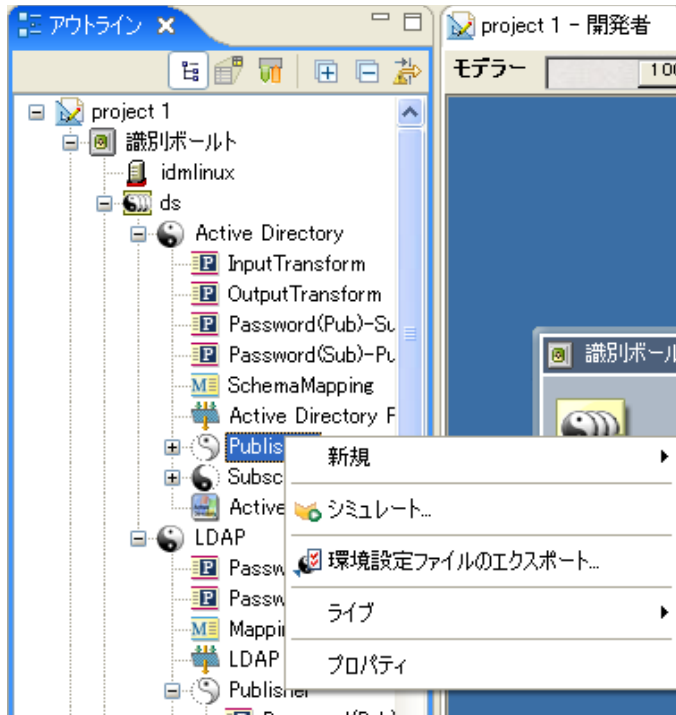 アウトライン
project 1 - 開発者
モデラー
project 1
識別ボールト
idmlinux
ds
Active Directory
InputTransform
OutputTransform
Password(Pub)-Su
Password(Sub)-Pu
SchemaMapping
Active Directory F
識別ボール
Publis
新規
Subsc
Active
シミュレート...
LDAP
Passw
環境設定ファイルのエクスポート...
Passw
ライブ
Mappin
LDAP
プロパティ
Publisher